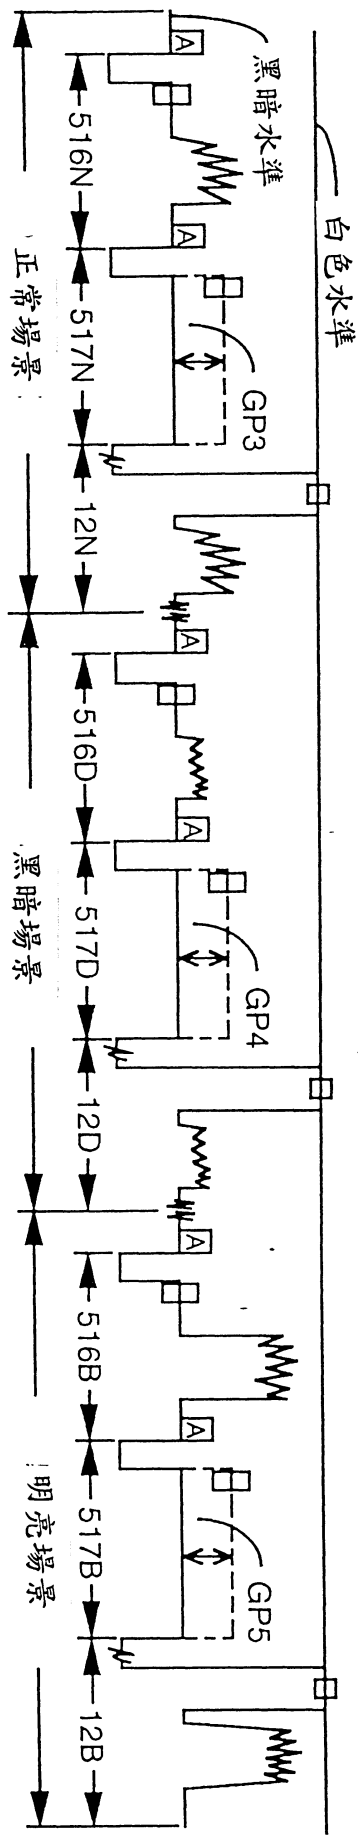 白色水準
黑暗水準
A
A
GP3
A
A
GP4
A
A
GP5
516N
517N
12N
516D
517D
12D
516B
517B
12B
正常場景
黑暗場景
明亮場景